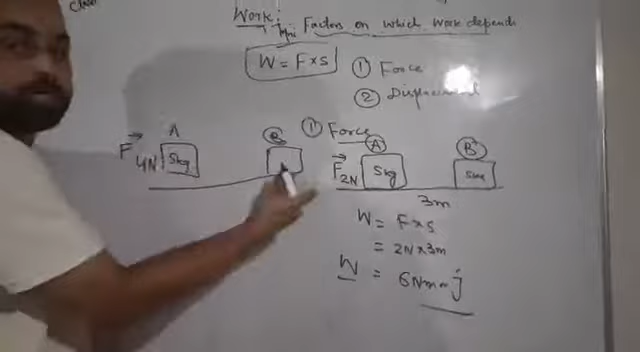 Class
Work:
Factors on which work depends
W = F×s
① Force
② Displacement
① Force
A
B
F 4N
5kg
A
B
F 2N
5kg
5kg
3m
W = F×s
= 2N×3m
W = 6Nm
j